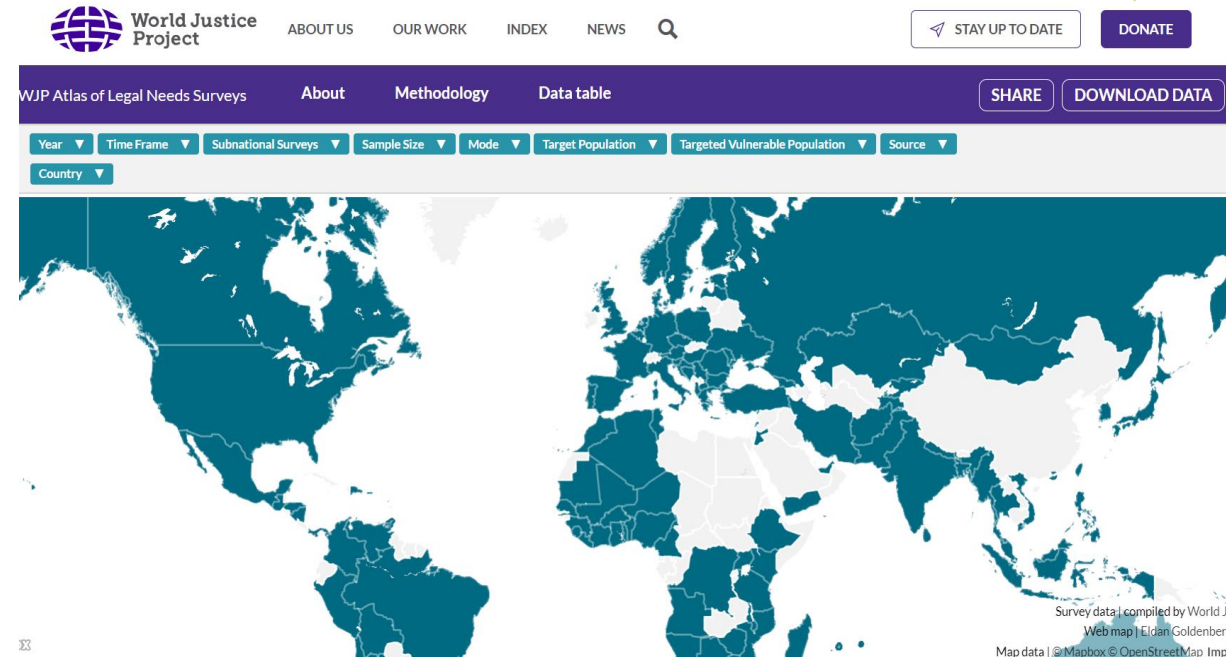 World Justice
Project
ABOUT US
OUR WORK
INDEX
NEWS
STAY UP TO DATE
DONATE
WJP Atlas of Legal Needs Surveys
About
Methodology
Data table
SHARE
DOWNLOAD DATA
Year ▼
Time Frame ▼
Subnational Surveys ▼
Sample Size ▼
Mode ▼
Target Population ▼
Targeted Vulnerable Population ▼
Source ▼
Country ▼
Survey data | compiled by World J
Web map | Eldan Goldenber
Map data | © Mapbox © OpenStreetMap Imp